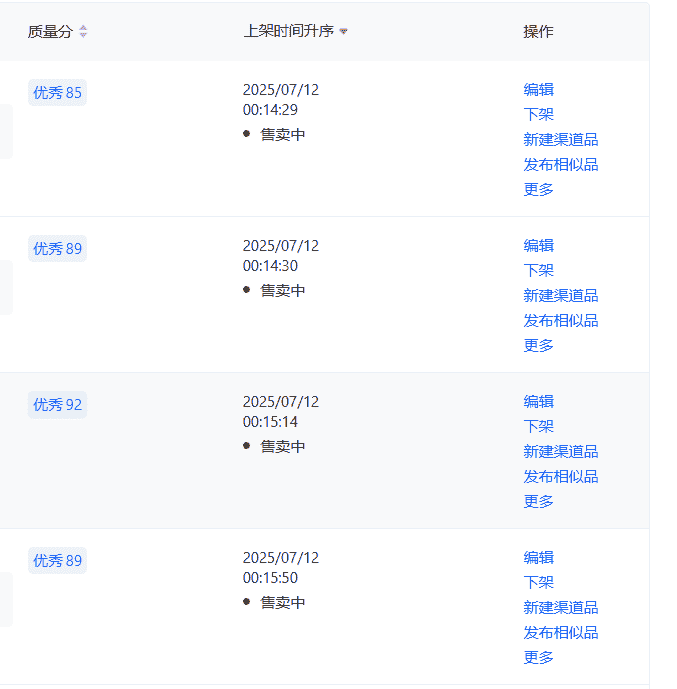 质量分 上架时间升序 操作
优秀 85
2025/07/12
00:14:29
售卖中
编辑
下架
新建渠道品
发布相似品
更多
优秀 89
2025/07/12
00:14:30
售卖中
编辑
下架
新建渠道品
发布相似品
更多
优秀 92
2025/07/12
00:15:14
售卖中
编辑
下架
新建渠道品
发布相似品
更多
优秀 89
2025/07/12
00:15:50
售卖中
编辑
下架
新建渠道品
发布相似品
更多